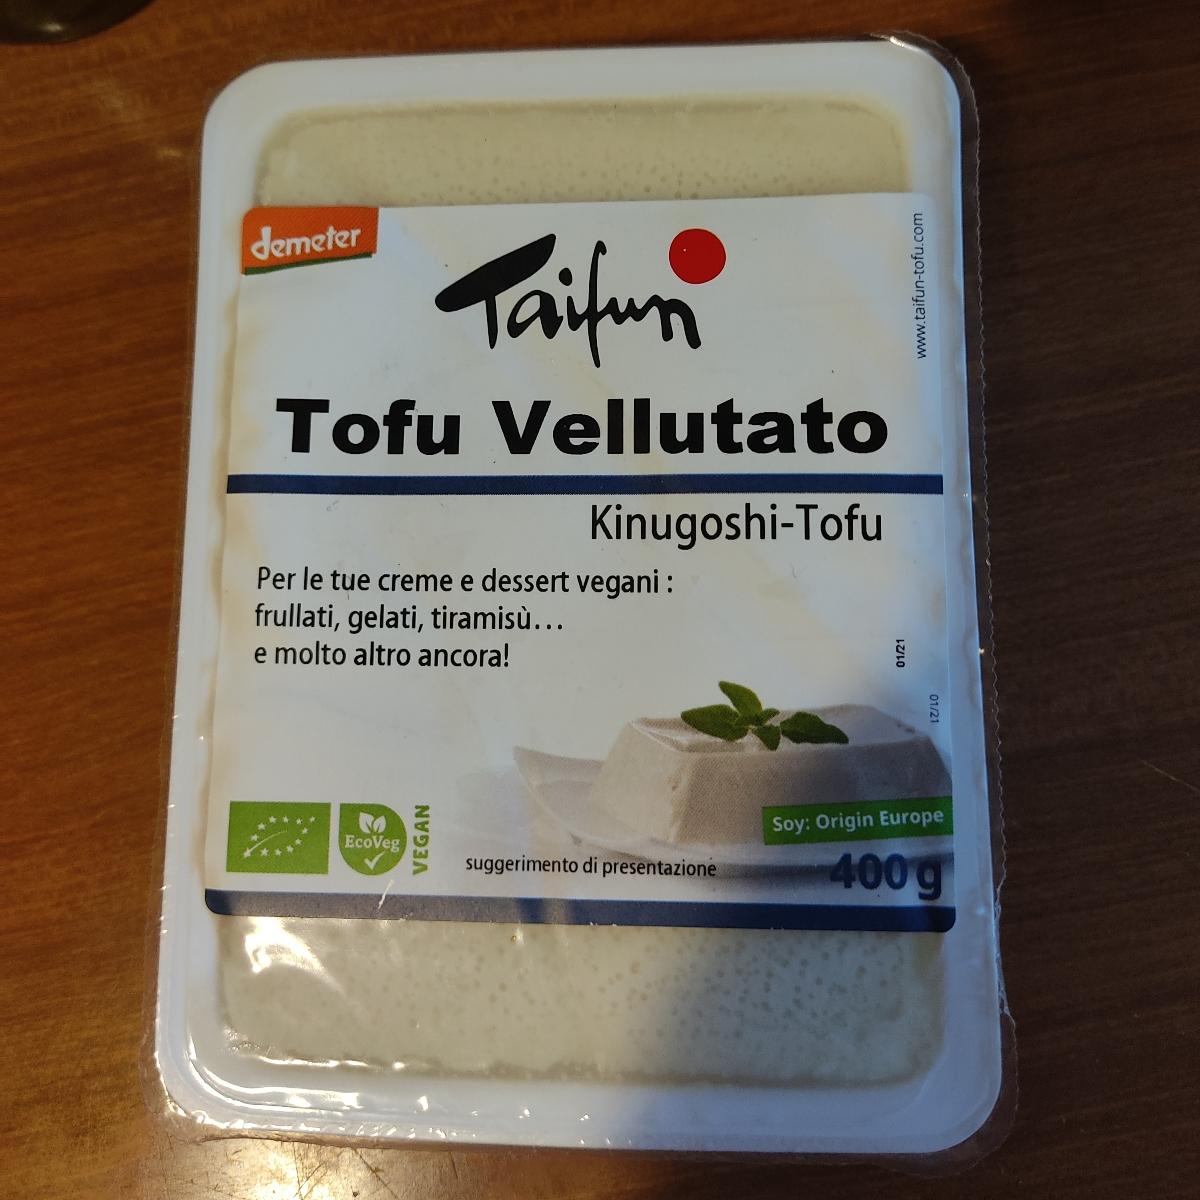 demeter
Taifun
www.taifun-tofu.com
Tofu Vellutato
Kinugoshi-Tofu
Per le tue creme e dessert vegani :
frullati, gelati, tiramisù...
e molto altro ancora!
01/21
01/21
EcoVeg
VEGAN
Soy: Origin Europe
suggerimento di presentazione
400 g